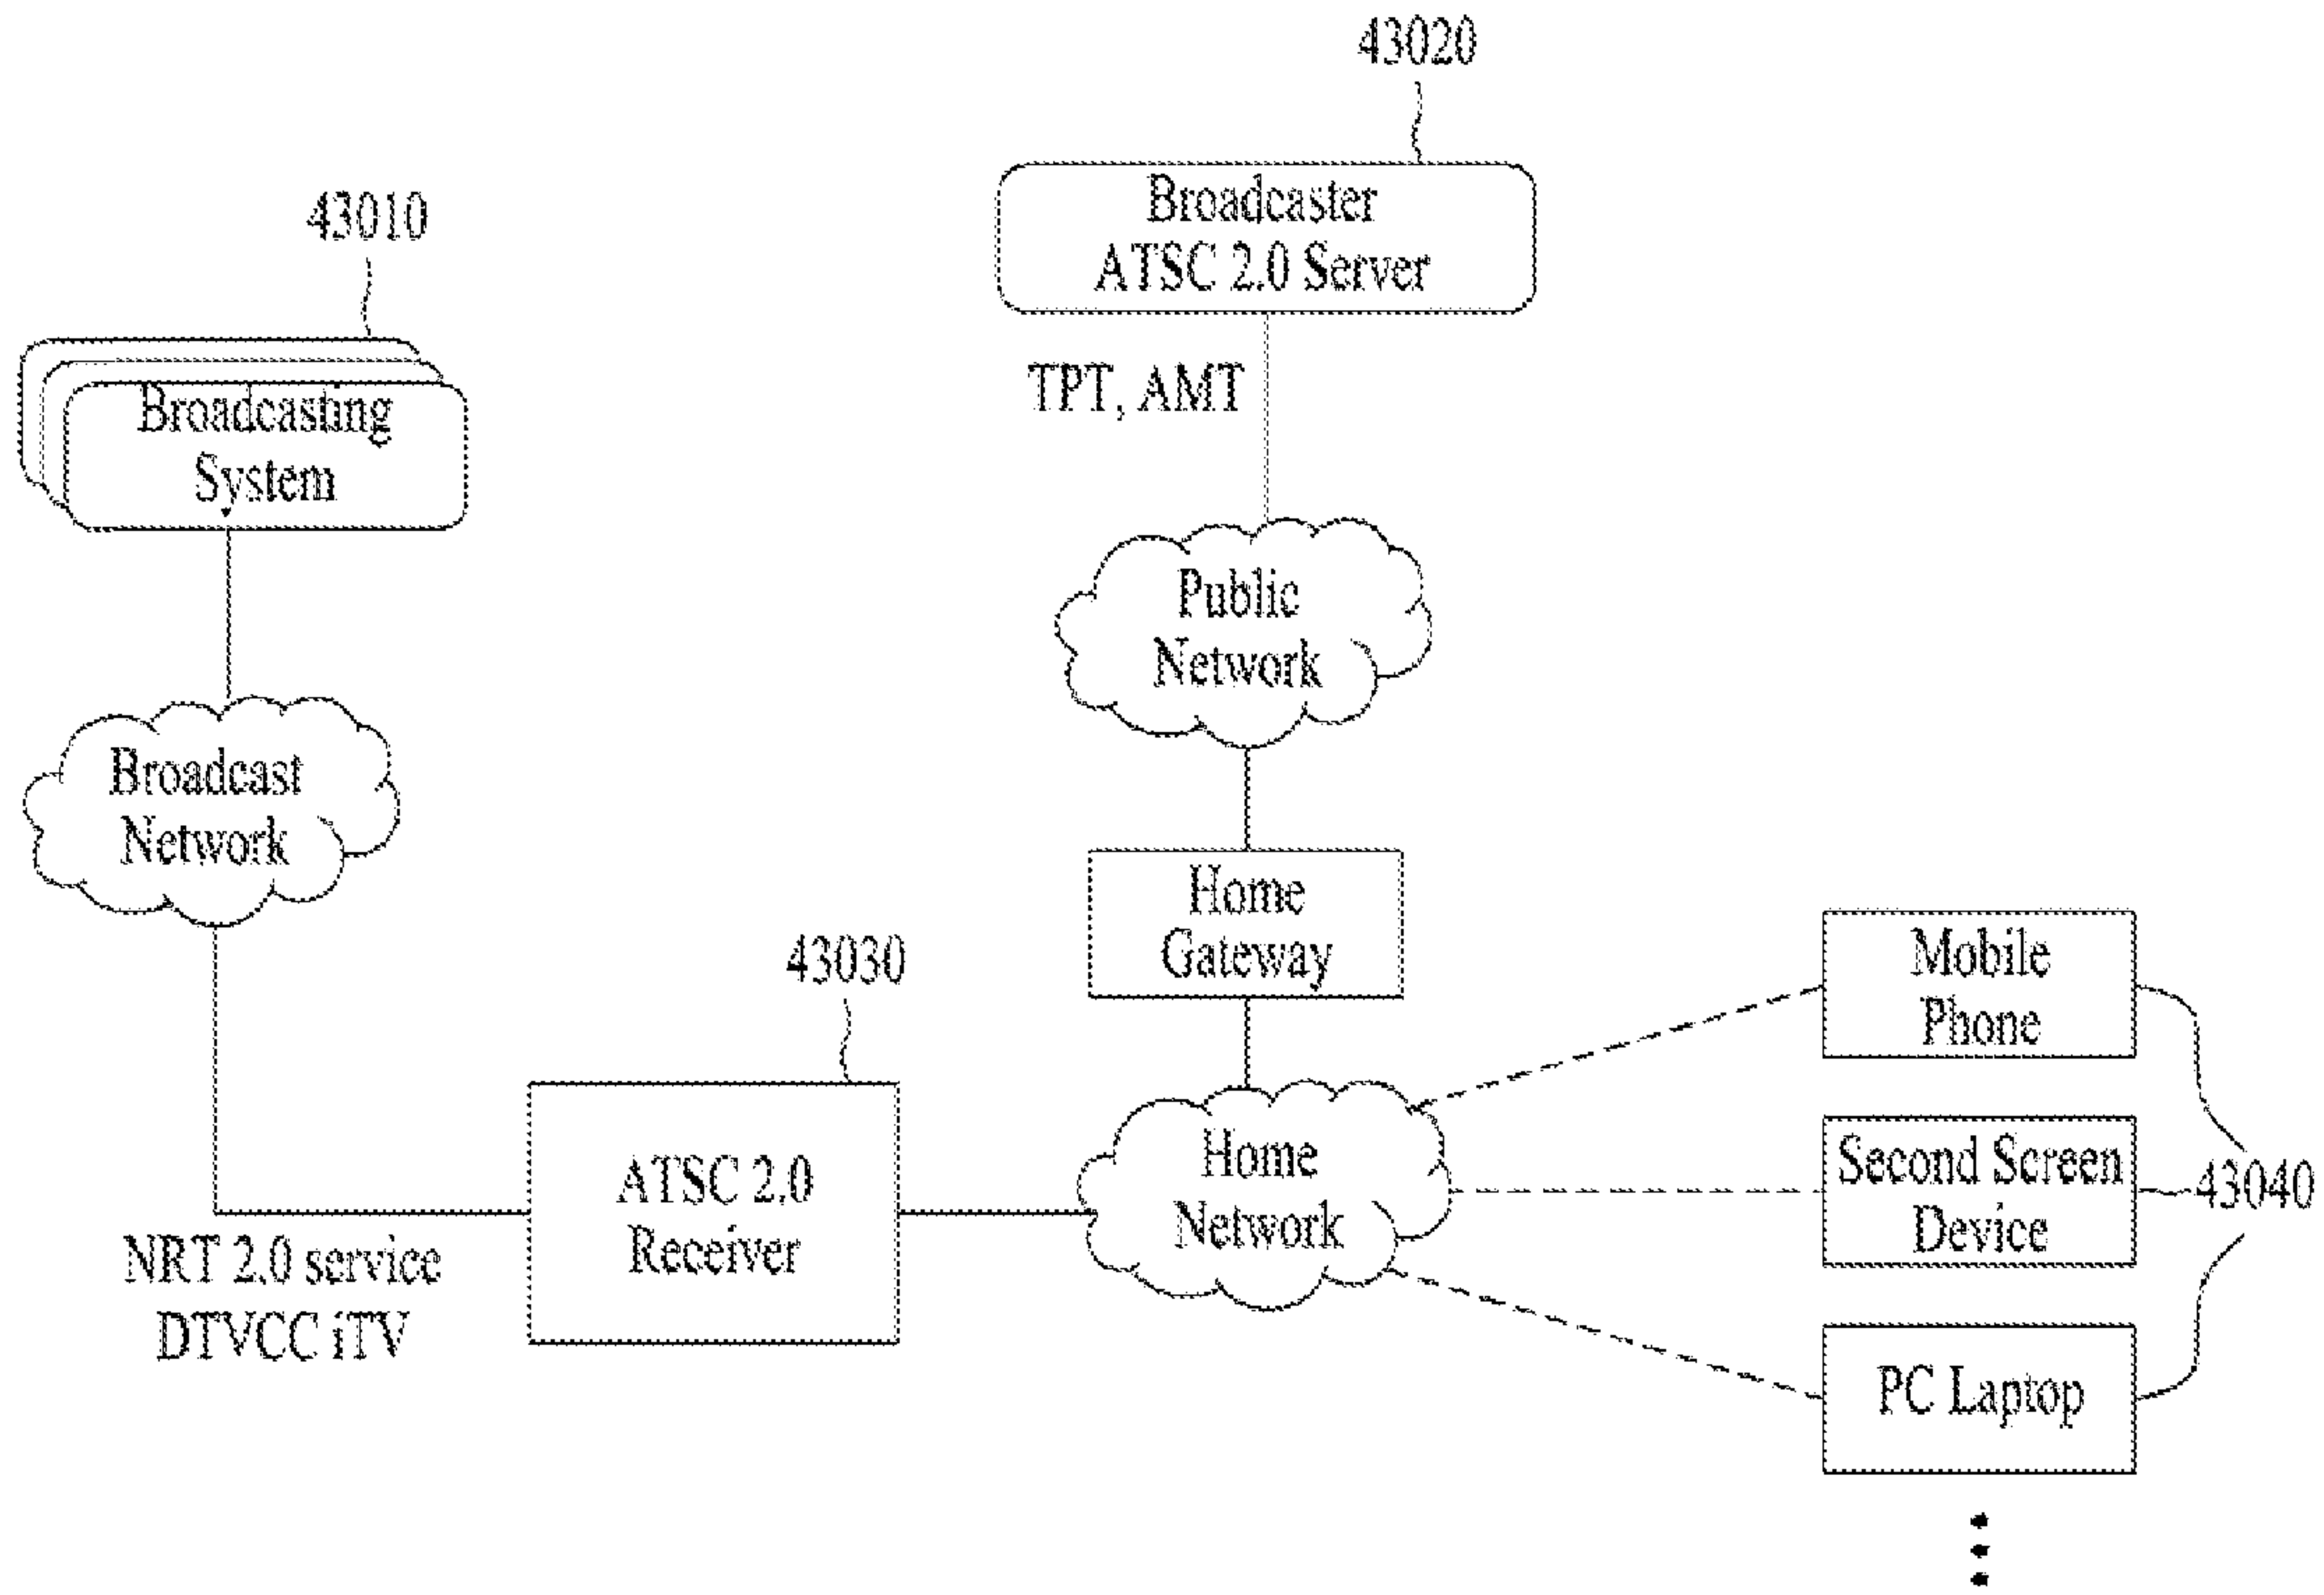 43020
Broadcaster
ATSC 2.0 Server
43010
TPT, AMT
Broadcasting
System
Public
Network
Broadcast
Network
Home
Gateway
43030
Mobile
Phone
ATSC 2.0
Receiver
Home
Network
Second Screen
Device
43040
NRT 2.0 service
DTVCC iTV
PC Laptop